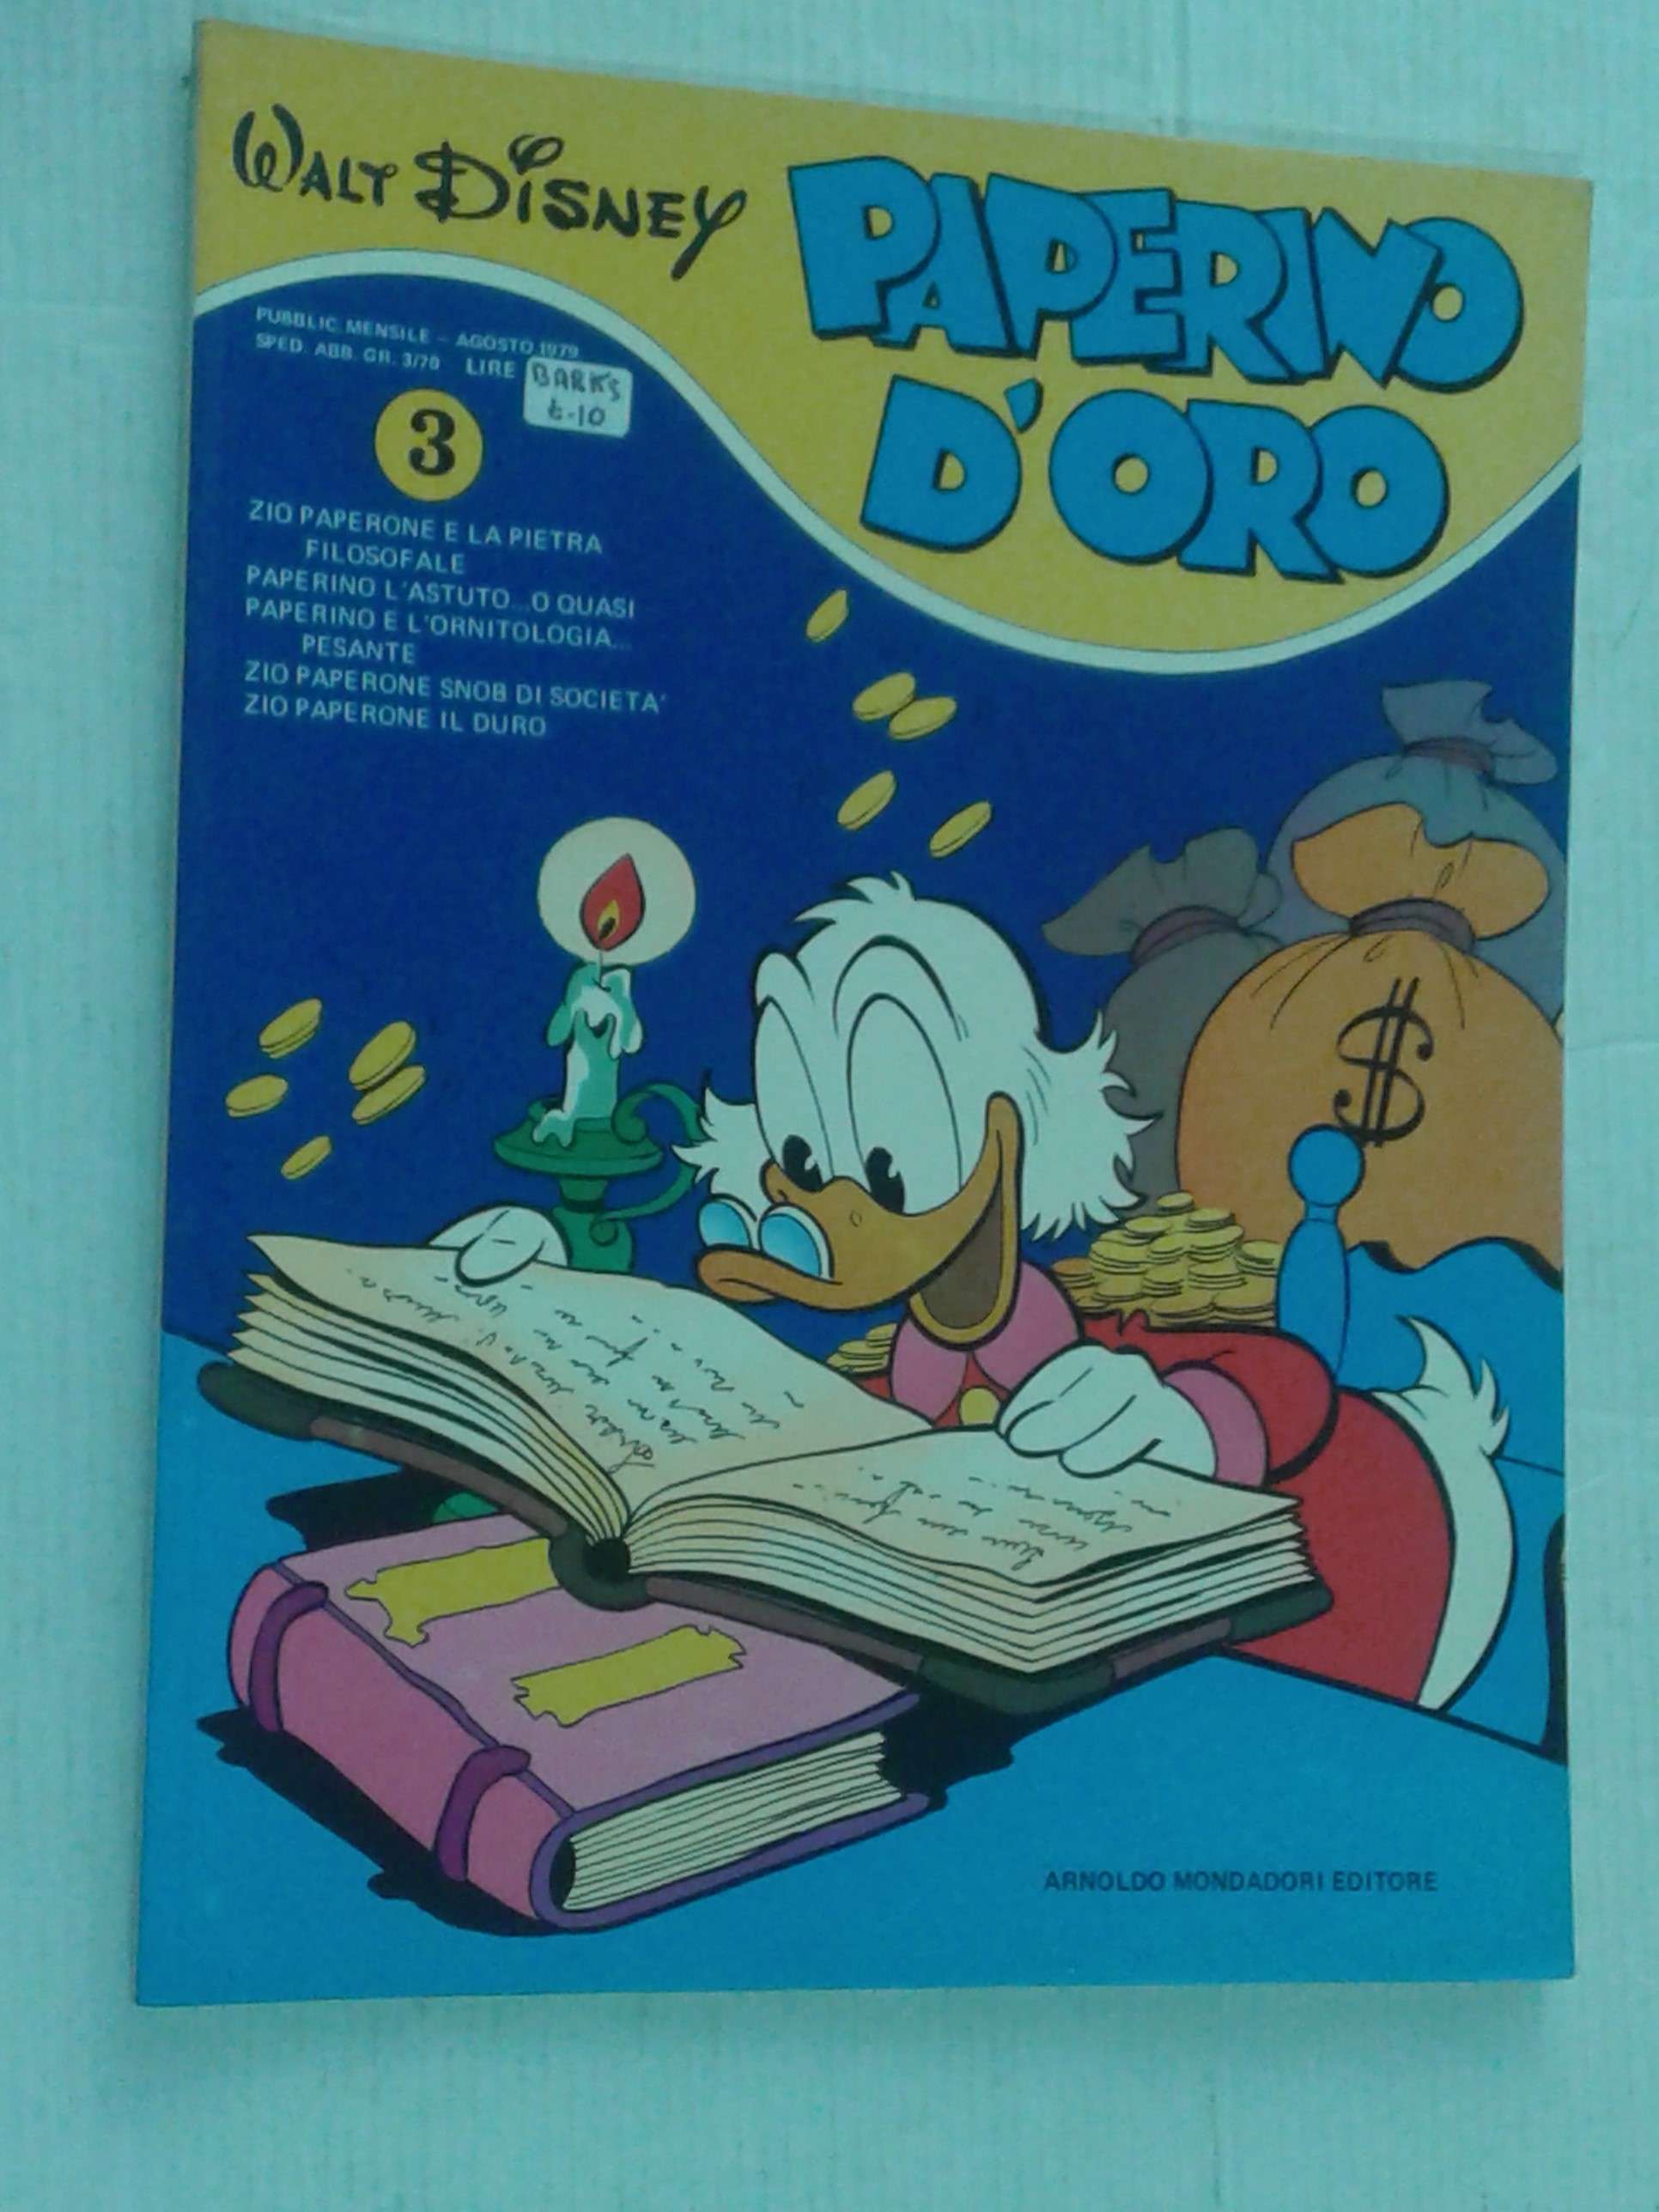 WALT DISNEY
PAPERINO
D'ORO
PUBBLIC. MENSILE - AGOSTO 1979
SPED. ABB. GR. 3/70 LIRE
BARKS
€.10
3
ZIO PAPERONE E LA PIETRA
FILOSOFALE
PAPERINO L'ASTUTO...O QUASI
PAPERINO E L'ORNITOLOGIA...
PESANTE
ZIO PAPERONE SNOB DI SOCIETA'
ZIO PAPERONE IL DURO
$
ARNOLDO MONDADORI EDITORE